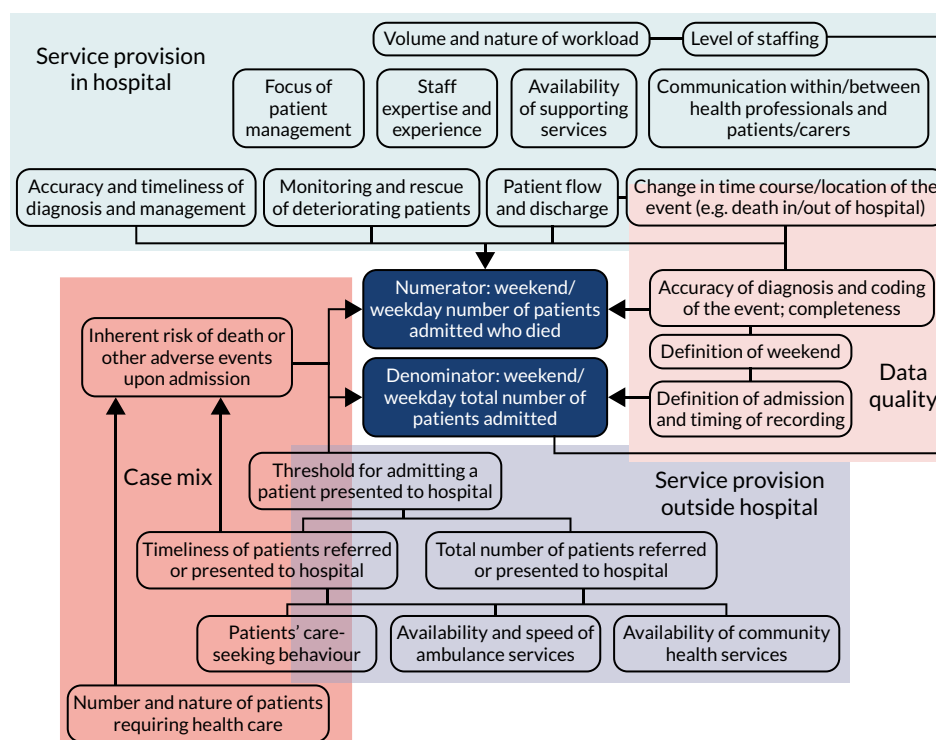 Service provision
in hospital
Volume and nature of workload
Level of staffing
Focus of
patient
management
Staff
expertise and
experience
Availability
of supporting
services
Communication within/between
health professionals and
patients/carers
Accuracy and timeliness of
diagnosis and management
Monitoring and rescue
of deteriorating patients
Patient flow
and discharge
Change in time course/location of the
event (e.g. death in/out of hospital)
Numerator: weekend/
weekday number of patients
admitted who died
Accuracy of diagnosis and coding
of the event; completeness
Inherent risk of death or
other adverse events
upon admission
Definition of weekend
Denominator: weekend/
weekday total number of
patients admitted
Definition of admission
and timing of recording
Data
quality
Case mix
Threshold for admitting a
patient presented to hospital
Service provision
outside hospital
Timeliness of patients referred
or presented to hospital
Total number of patients referred
or presented to hospital
Patients’ care-
seeking behaviour
Availability and speed of
ambulance services
Availability of community
health services
Number and nature of patients
requiring health care